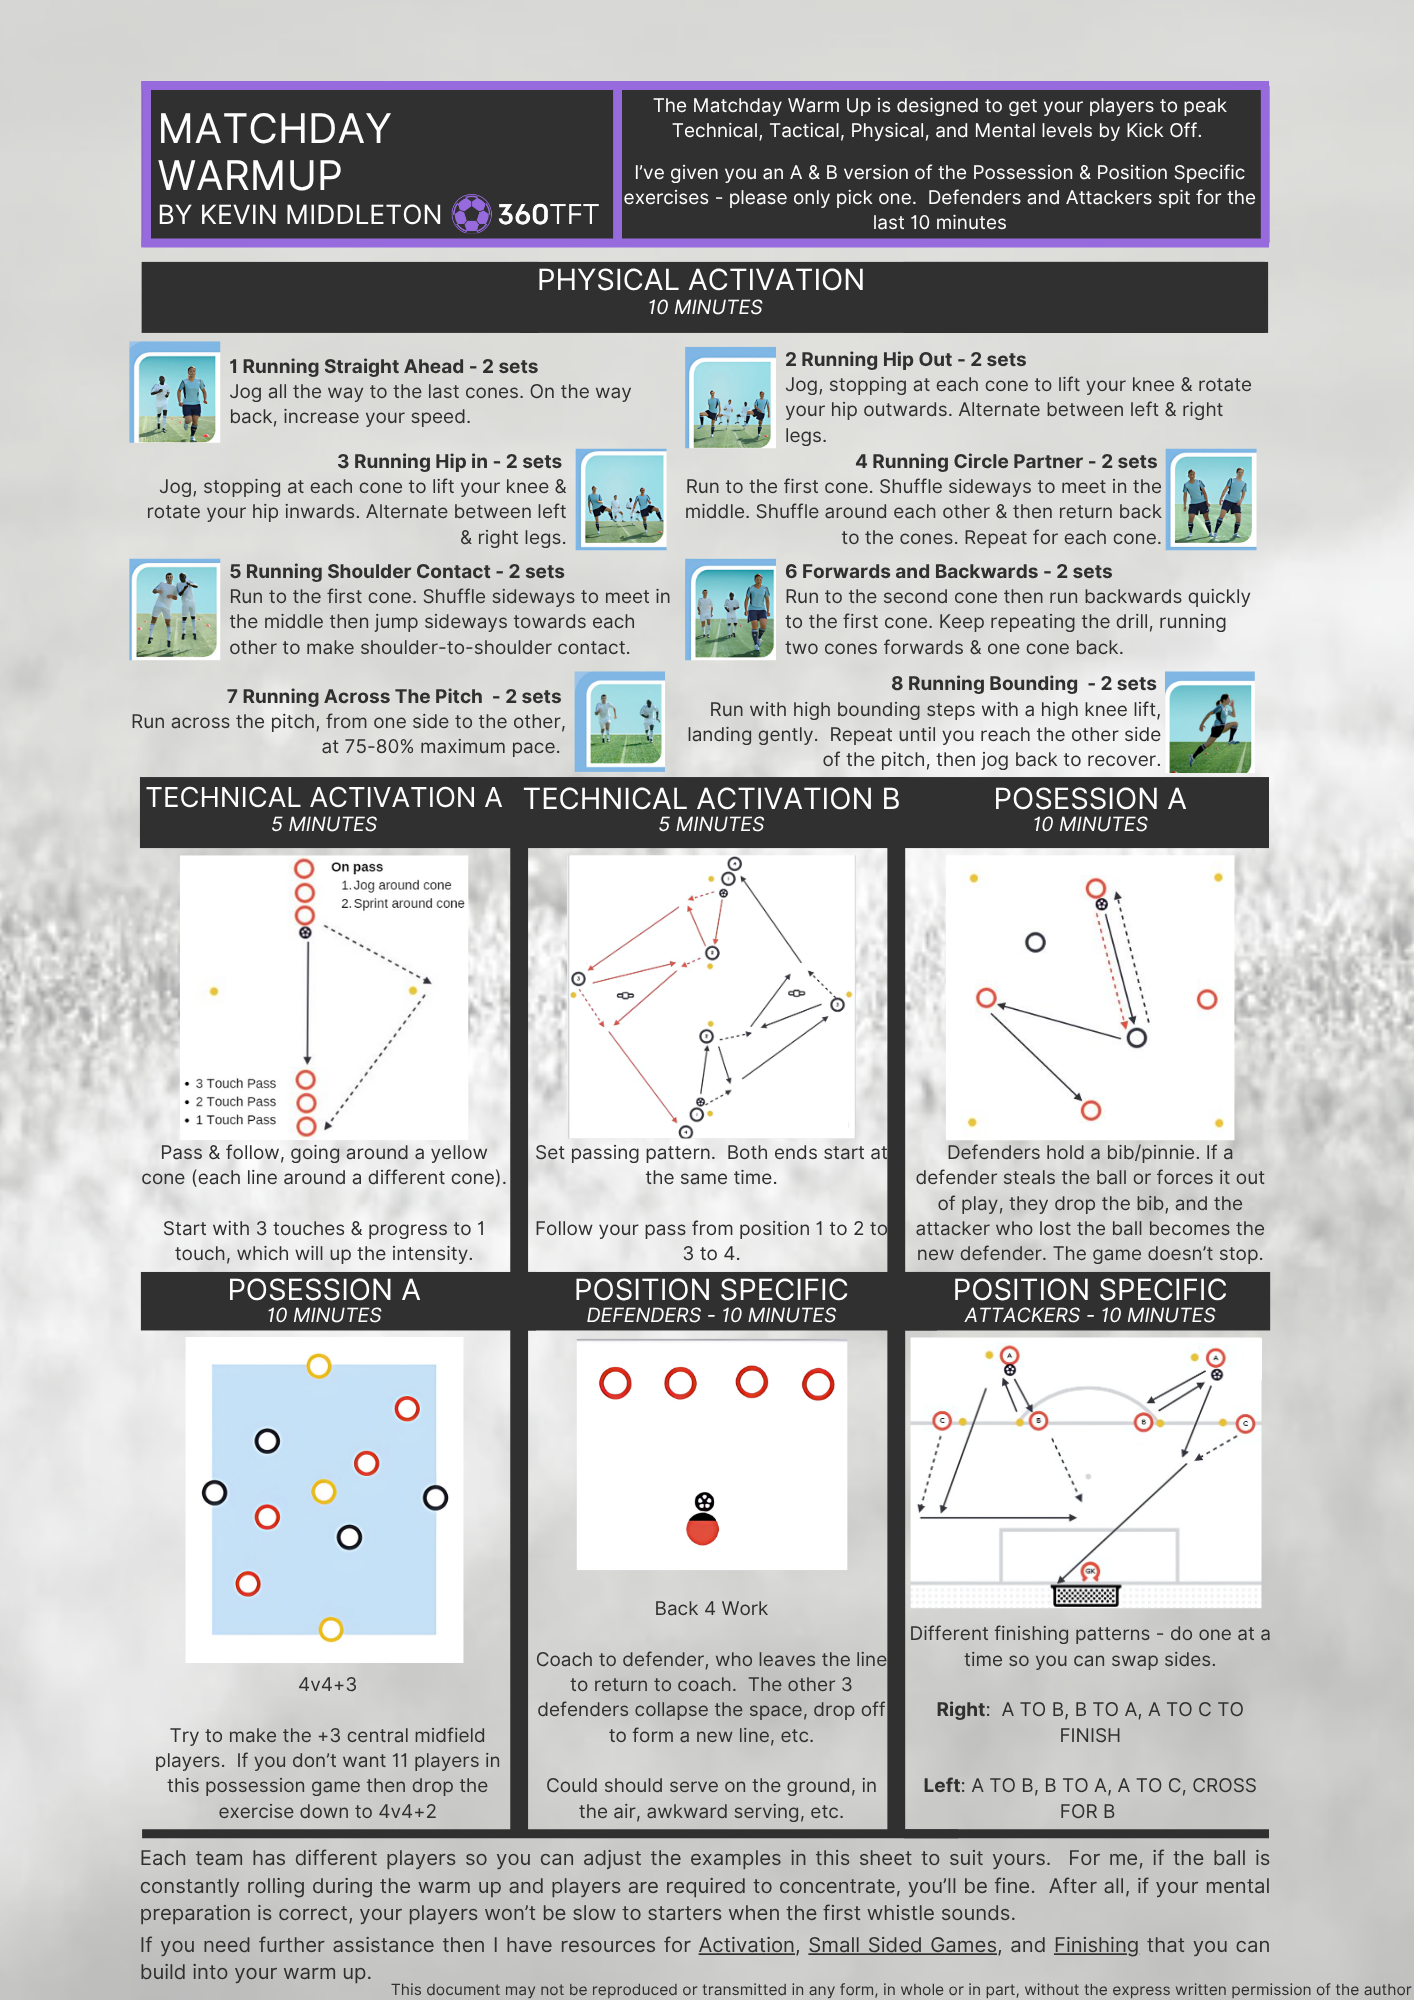 MATCHDAY
WARMUP
BY KEVIN MIDDLETON 360TFT
The Matchday Warm Up is designed to get your players to peak
Technical, Tactical, Physical, and Mental levels by Kick Off.
I've given you an A & B version of the Possession & Position Specific
exercises - please only pick one. Defenders and Attackers spit for the
last 10 minutes
PHYSICAL ACTIVATION
10 MINUTES
1 Running Straight Ahead - 2 sets
Jog all the way to the last cones. On the way
back, increase your speed.
2 Running Hip Out - 2 sets
Jog, stopping at each cone to lift your knee & rotate
your hip outwards. Alternate between left & right
legs.
3 Running Hip in - 2 sets
Jog, stopping at each cone to lift your knee &
rotate your hip inwards. Alternate between left
& right legs.
4 Running Circle Partner - 2 sets
Run to the first cone. Shuffle sideways to meet in the
middle. Shuffle around each other & then return back
to the cones. Repeat for each cone.
5 Running Shoulder Contact - 2 sets
Run to the first cone. Shuffle sideways to meet in
the middle then jump sideways towards each
other to make shoulder-to-shoulder contact.
6 Forwards and Backwards - 2 sets
Run to the second cone then run backwards quickly
to the first cone. Keep repeating the drill, running
two cones forwards & one cone back.
7 Running Across The Pitch - 2 sets
Run across the pitch, from one side to the other,
at 75-80% maximum pace.
8 Running Bounding - 2 sets
Run with high bounding steps with a high knee lift,
landing gently. Repeat until you reach the other side
of the pitch, then jog back to recover.
TECHNICAL ACTIVATION A
5 MINUTES
On pass
1. Jog around cone
2. Sprint around cone
• 3 Touch Pass
• 2 Touch Pass
• 1 Touch Pass
Pass & follow, going around a yellow
cone (each line around a different cone).
Start with 3 touches & progress to 1
touch, which will up the intensity.
TECHNICAL ACTIVATION B
5 MINUTES
Set passing pattern. Both ends start at
the same time.
Follow your pass from position 1 to 2 to
3 to 4.
POSESSION A
10 MINUTES
Defenders hold a bib/pinnie. If a
defender steals the ball or forces it out
of play, they drop the bib, and the
attacker who lost the ball becomes the
new defender. The game doesn't stop.
POSESSION A
10 MINUTES
4v4+3
Try to make the +3 central midfield
players. If you don't want 11 players in
this possession game then drop the
exercise down to 4v4+2
POSITION SPECIFIC
DEFENDERS - 10 MINUTES
Back 4 Work
Coach to defender, who leaves the line
to return to coach. The other 3
defenders collapse the space, drop off
to form a new line, etc.
Could should serve on the ground, in
the air, awkward serving, etc.
POSITION SPECIFIC
ATTACKERS - 10 MINUTES
A A
C B B C
GK
Different finishing patterns - do one at a
time so you can swap sides.
Right: A TO B, B TO A, A TO C TO
FINISH
Left: A TO B, B TO A, A TO C, CROSS
FOR B
Each team has different players so you can adjust the examples in this sheet to suit yours. For me, if the ball is
constantly rolling during the warm up and players are required to concentrate, you'll be fine. After all, if your mental
preparation is correct, your players won't be slow to starters when the first whistle sounds.
If you need further assistance then I have resources for Activation, Small Sided Games, and Finishing that you can
build into your warm up.
This document may not be reproduced or transmitted in any form, in whole or in part, without the express written permission of the author